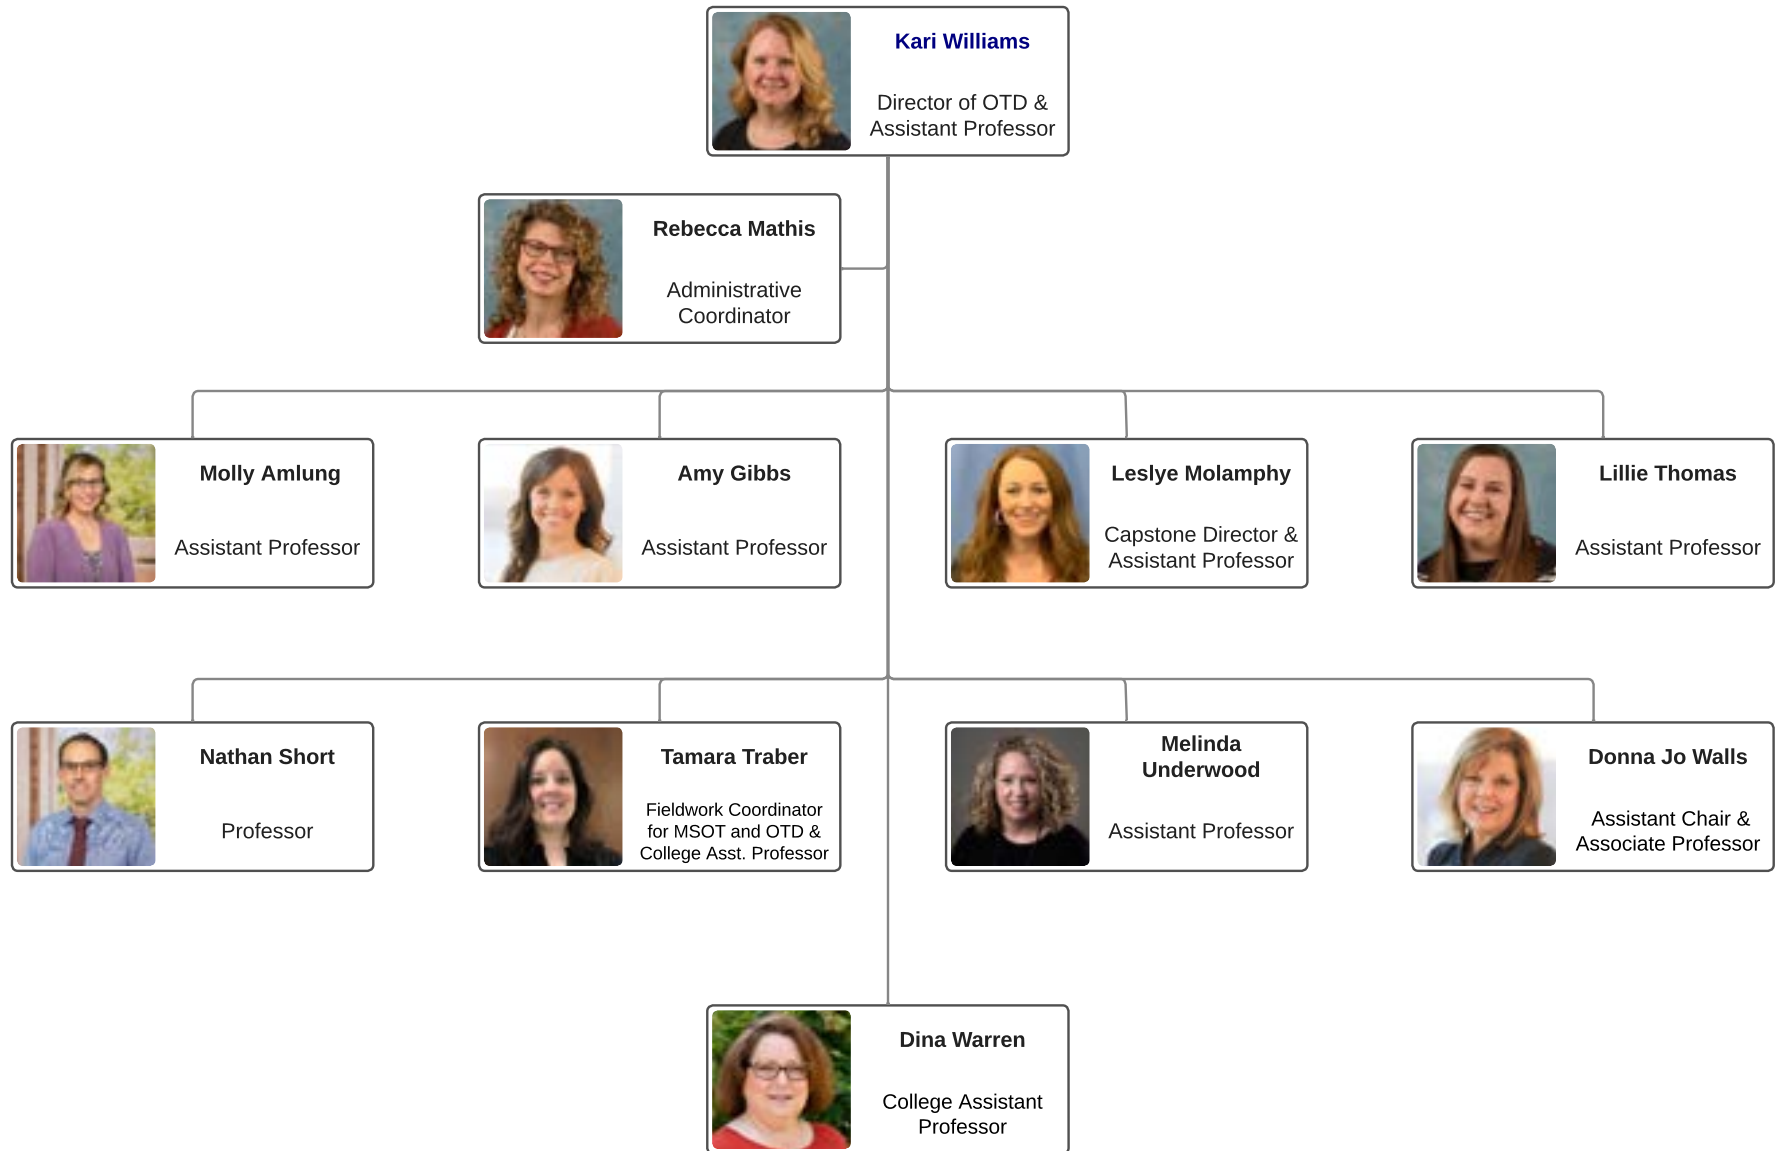 Kari Williams
Director of OTD &
Assistant Professor
Rebecca Mathis
Administrative
Coordinator
Molly Amlung
Assistant Professor
Amy Gibbs
Assistant Professor
Leslye Molamphy
Capstone Director &
Assistant Professor
Lillie Thomas
Assistant Professor
Nathan Short
Professor
Tamara Traber
Fieldwork Coordinator
for MSOT and OTD &
College Asst. Professor
Melinda
Underwood
Assistant Professor
Donna Jo Walls
Assistant Chair &
Associate Professor
Dina Warren
College Assistant
Professor